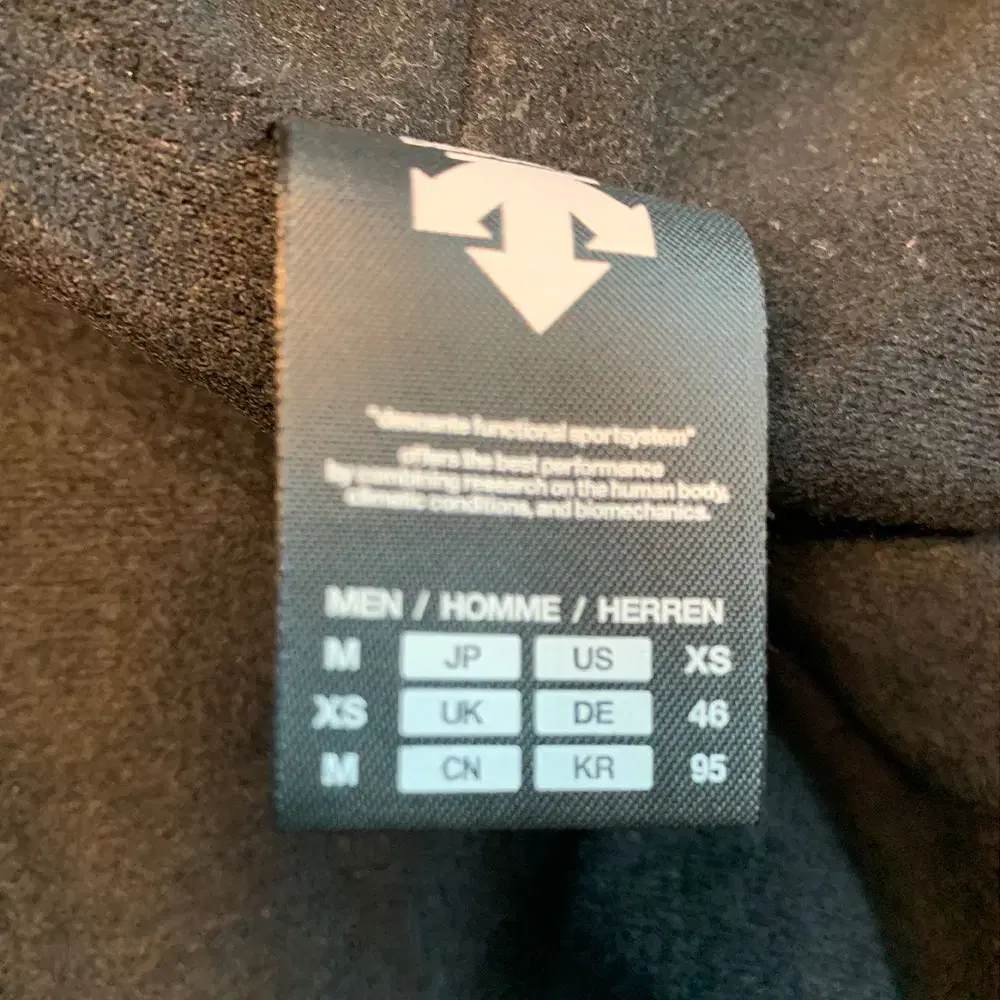 "descente functional sportsystem"
offers the best performance
by combining research on the human body,
climatic conditions, and biomechanics.
MEN / HOMME / HERREN
M JP US XS
XS UK DE 46
M CN KR 95